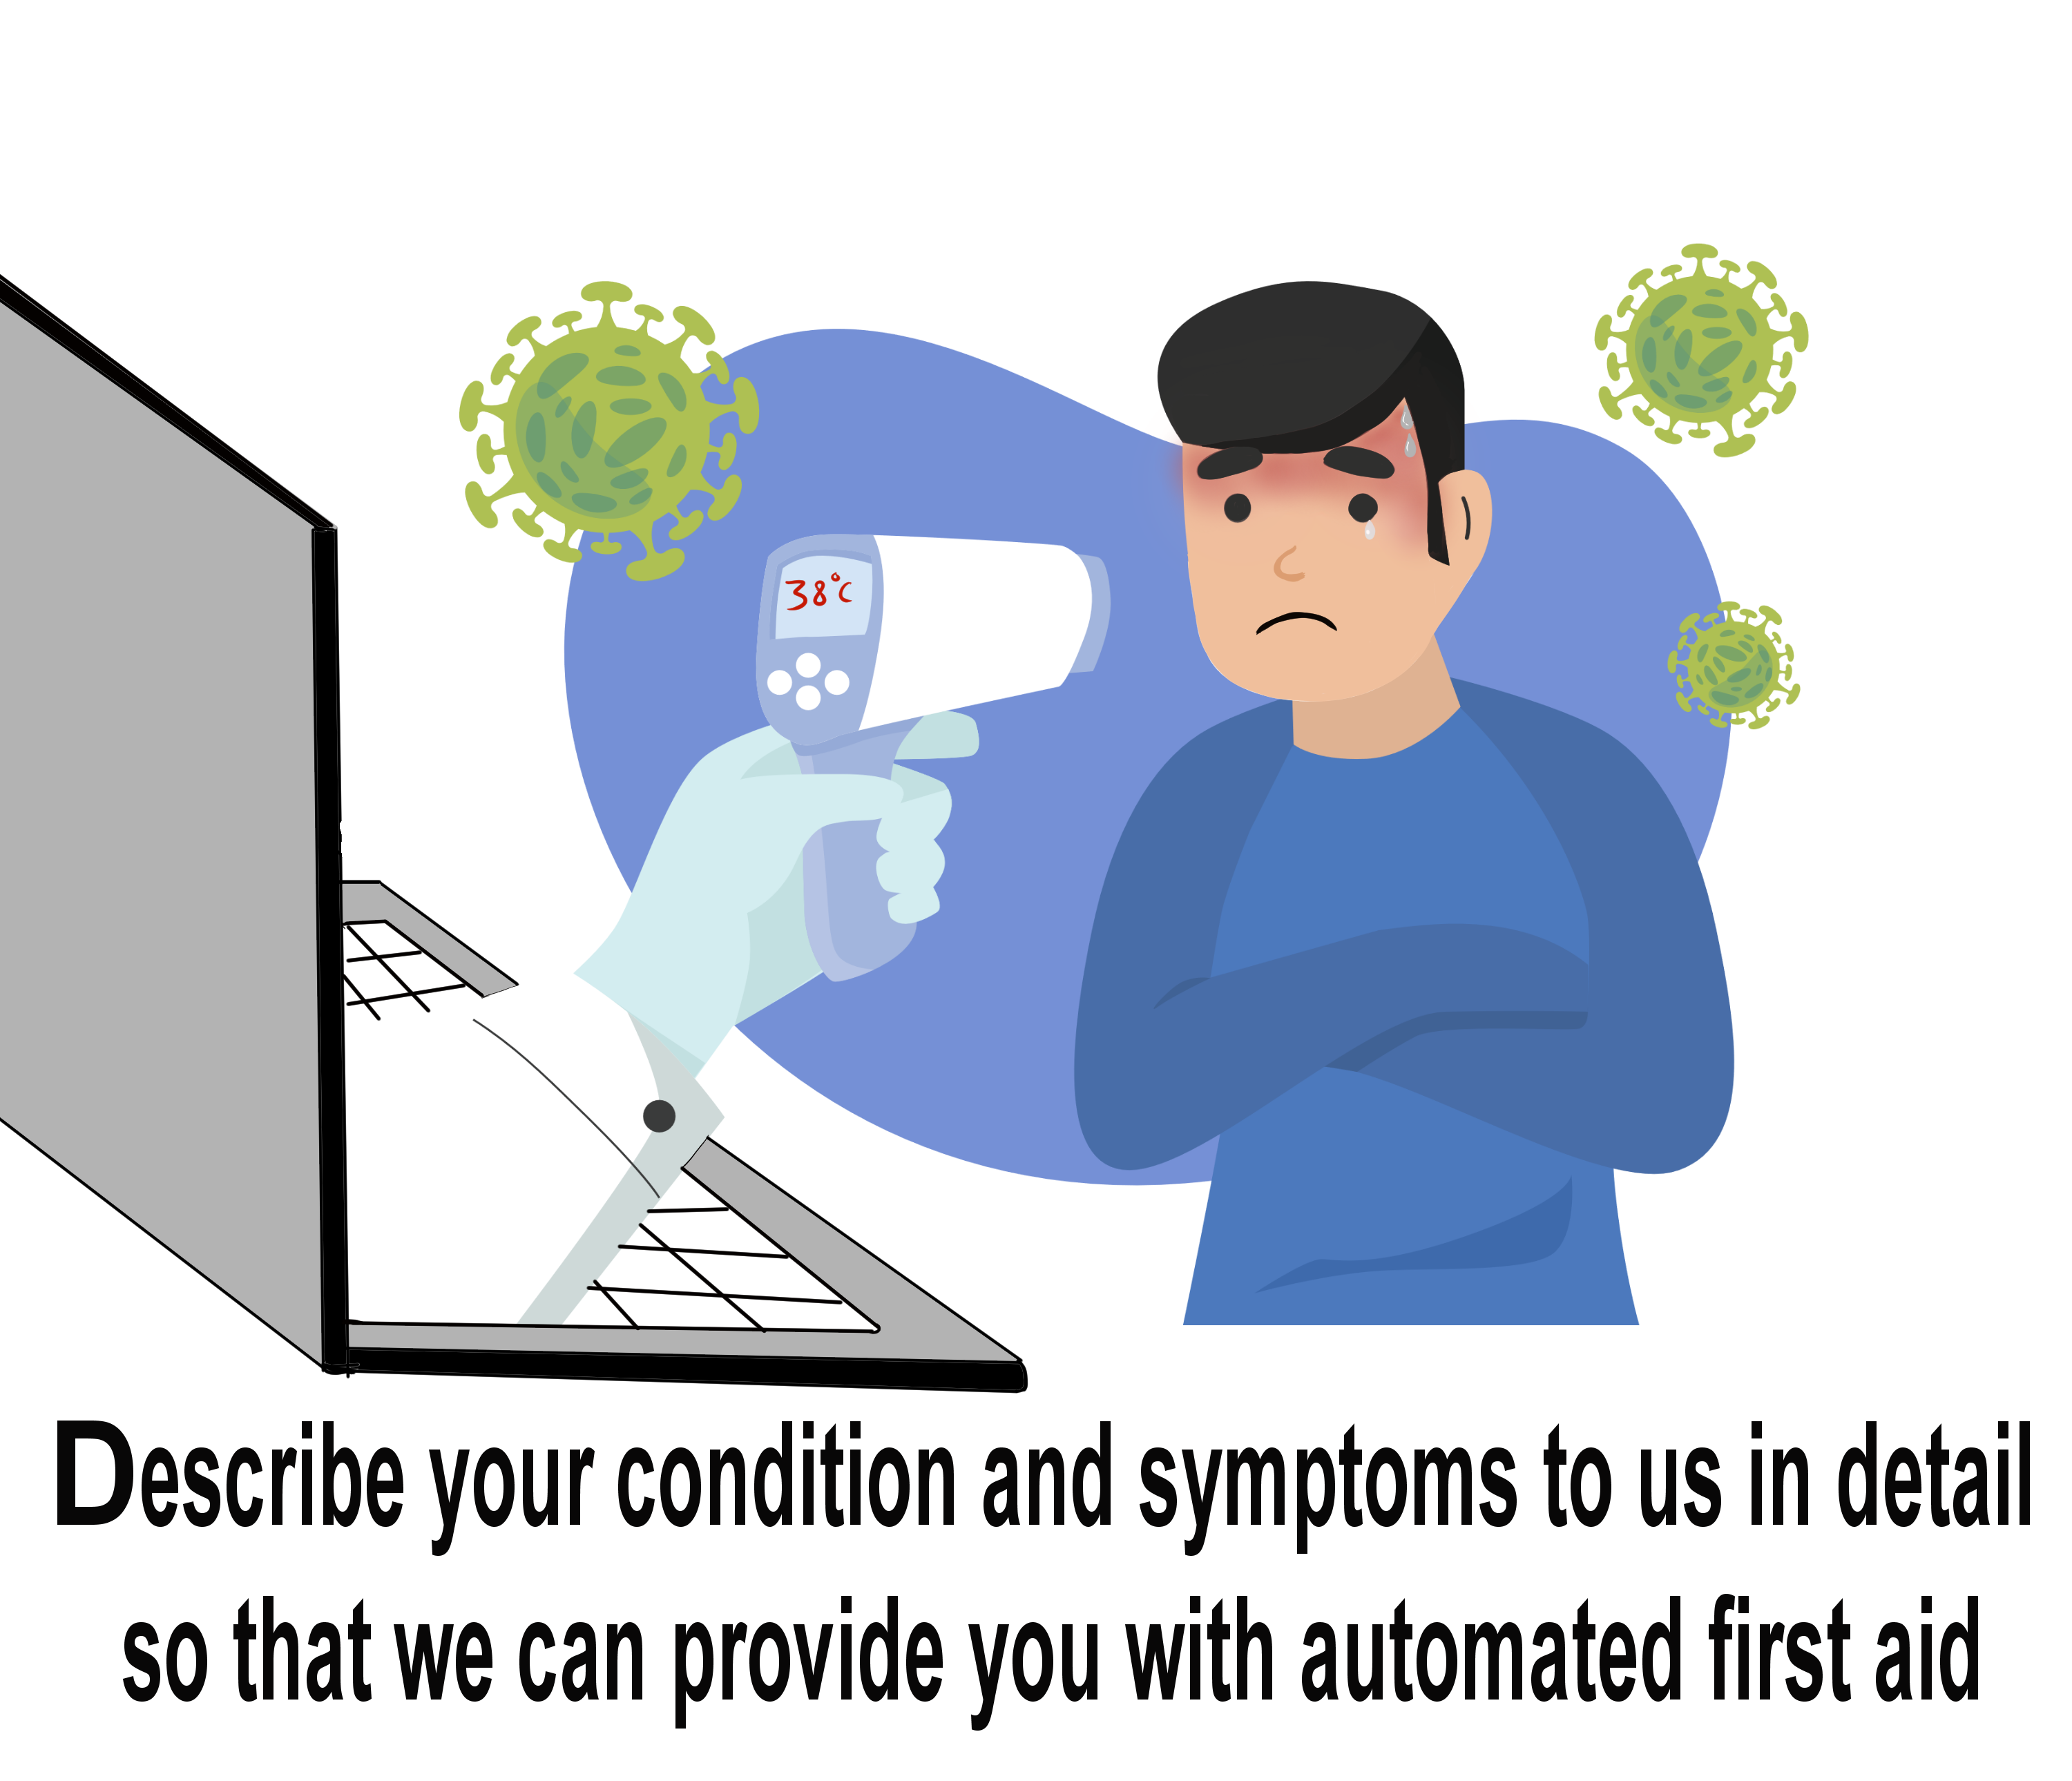 38°C
Describe your condition and symptoms to us in detail
so that we can provide you with automated first aid